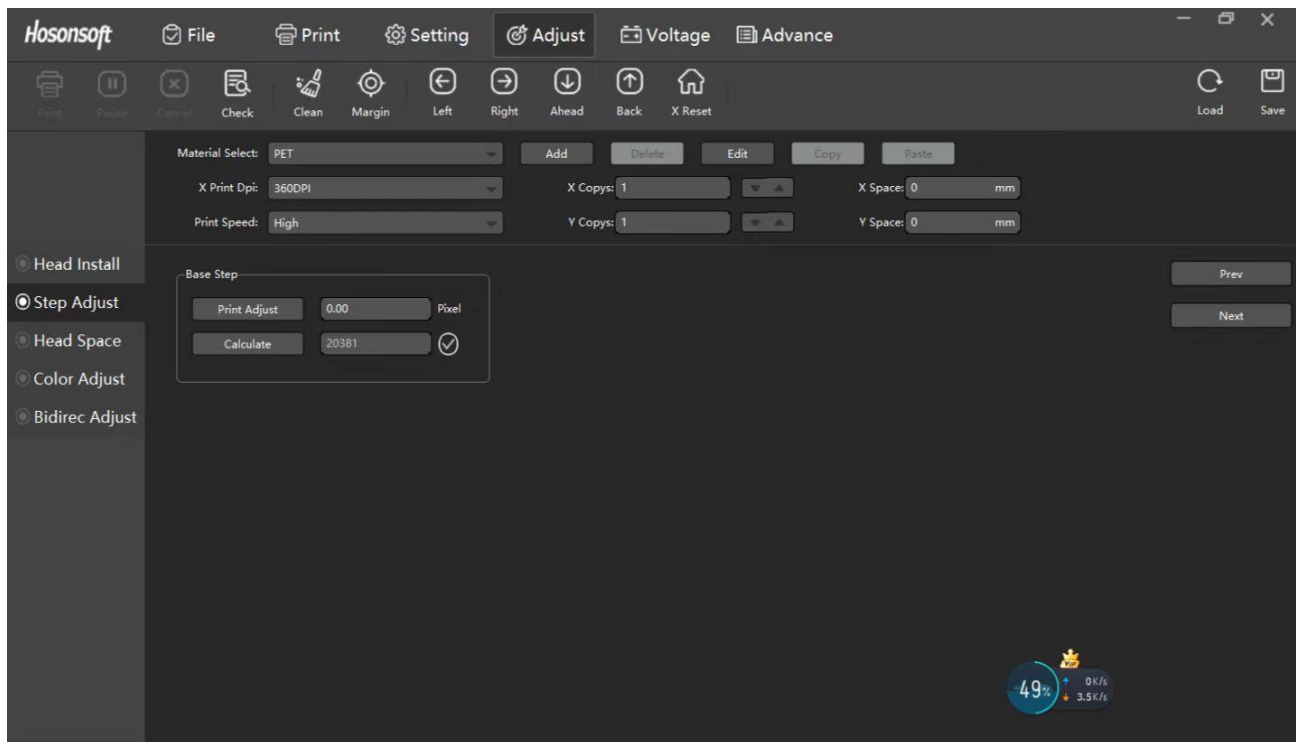 Hosonsoft File Print Setting Adjust Voltage Advance
Print Pause Cancel Check Clean Margin Left Right Ahead Back X Reset Load Save
Material Select: PET Add Delete Edit Copy Paste
X Print Dpi: 360DPI X Copys: 1 X Space: 0 mm
Print Speed: High Y Copys: 1 Y Space: 0 mm
Head Install
Step Adjust
Head Space
Color Adjust
Bidirec Adjust
Base Step
Print Adjust 0.00 Pixel
Calculate 20381
Prev
Next
VIP
49%
0K/s
3.5K/s